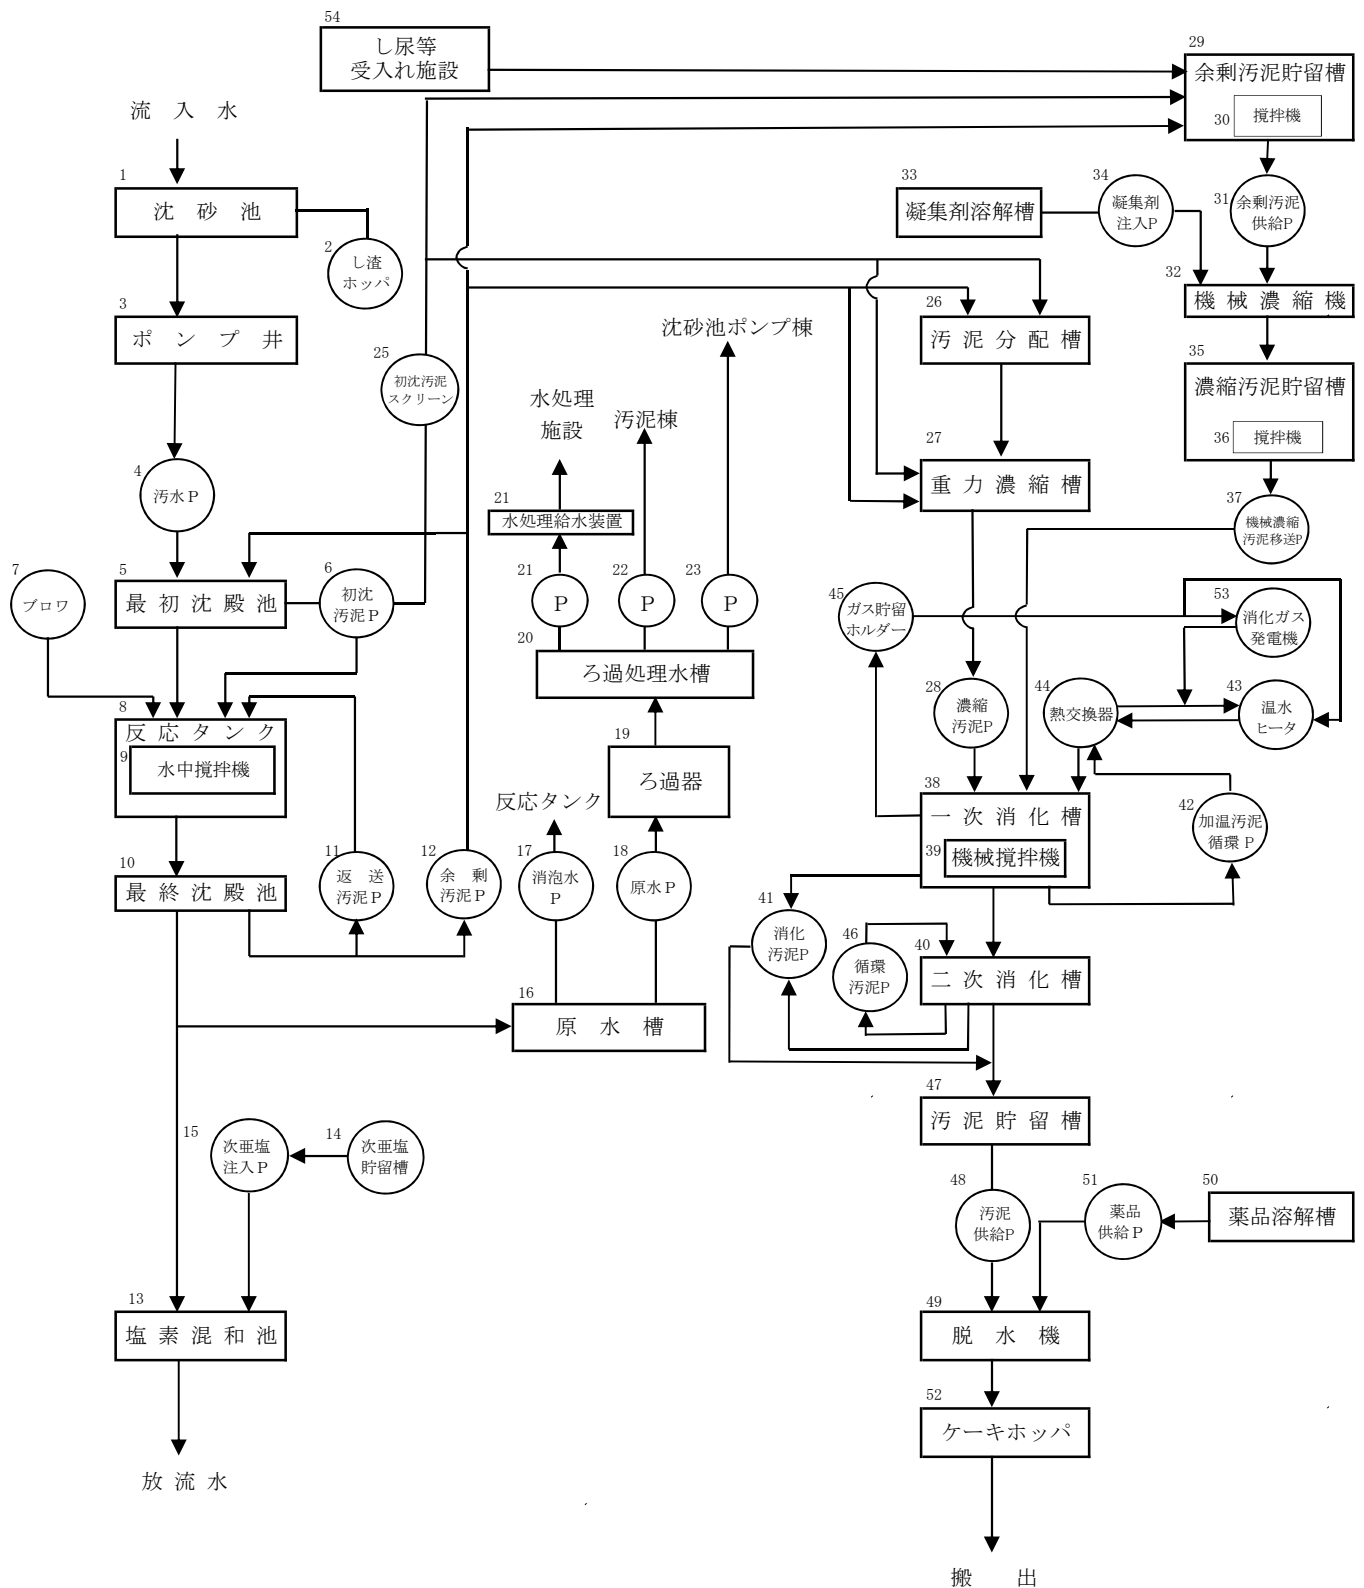 54
し尿等
受入れ施設
29
余剰汚泥貯留槽
30
撹拌機
流入水
1
沈砂池
2
し渣
ホッパ
33
凝集剤溶解槽
34
凝集剤
注入P
31
余剰汚泥
供給P
32
機械濃縮機
3
ポンプ井
25
初沈汚泥
スクリーン
沈砂池ポンプ棟
26
汚泥分配槽
35
濃縮汚泥貯留槽
36
撹拌機
水処理
施設
汚泥棟
27
重力濃縮槽
4
汚水P
21
水処理給水装置
37
機械濃縮
汚泥移送P
7
ブロワ
5
最初沈殿池
6
初沈
汚泥P
21
P
22
P
23
P
45
ガス貯留
ホルダー
53
消化ガス
発電機
20
ろ過処理水槽
28
濃縮
汚泥P
44
熱交換器
43
温水
ヒータ
8
反応タンク
9
水中撹拌機
19
ろ過器
反応タンク
38
一次消化槽
39
機械撹拌機
42
加温汚泥
循環P
10
最終沈殿池
11
返送
汚泥P
12
余剰
汚泥P
17
消泡水
P
18
原水P
41
消化
汚泥P
46
循環
汚泥P
40
二次消化槽
16
原水槽
47
汚泥貯留槽
15
次亜塩
注入P
14
次亜塩
貯留槽
48
汚泥
供給P
51
薬品
供給P
50
薬品溶解槽
13
塩素混和池
49
脱水機
52
ケーキホッパ
放流水
搬出